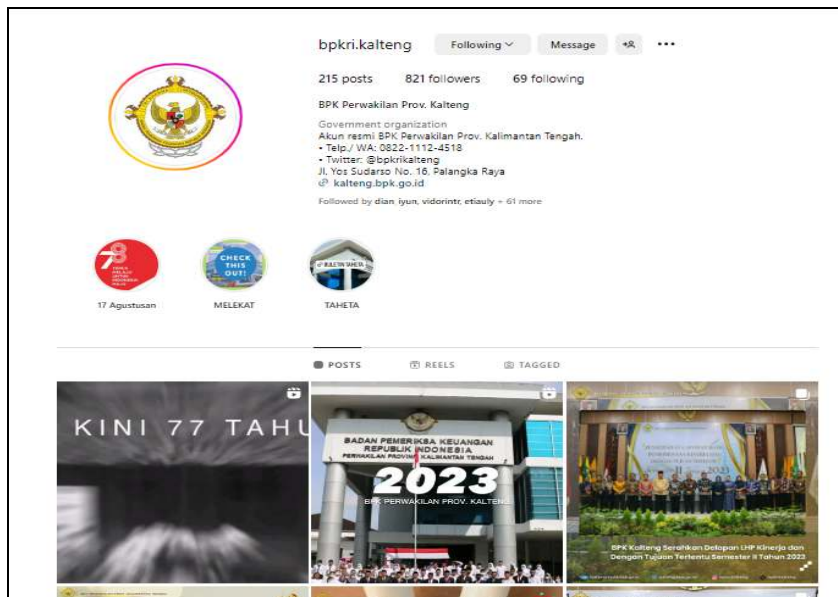 bpkri.kalteng Following Message
215 posts 821 followers 69 following
BPK Perwakilan Prov. Kalteng
Government organization
Akun resmi BPK Perwakilan Prov. Kalimantan Tengah.
• Telp./ WA: 0822-1112-4518
• Twitter: @bpkrikalteng
Jl. Yos Sudarso No. 16, Palangka Raya
kalteng.bpk.go.id
Followed by dian, iyun, vidorintr, etiauly + 61 more
78
CHECK
THIS
OUT!
BULETIN TAHETA
17 Agustusan MELEKAT TAHETA
POSTS REELS TAGGED
KINI 77 TAHU
BADAN PEMERIKSA KEUANGAN
REPUBLIK INDONESIA
PERWAKILAN PROVINSI KALIMANTAN TENGAH
2023
BPK PERWAKILAN PROV. KALTENG
BPK Kalteng Serahkan Delapan LHP Kinerja dan
Dengan Tujuan Tertentu Semester II Tahun 2023